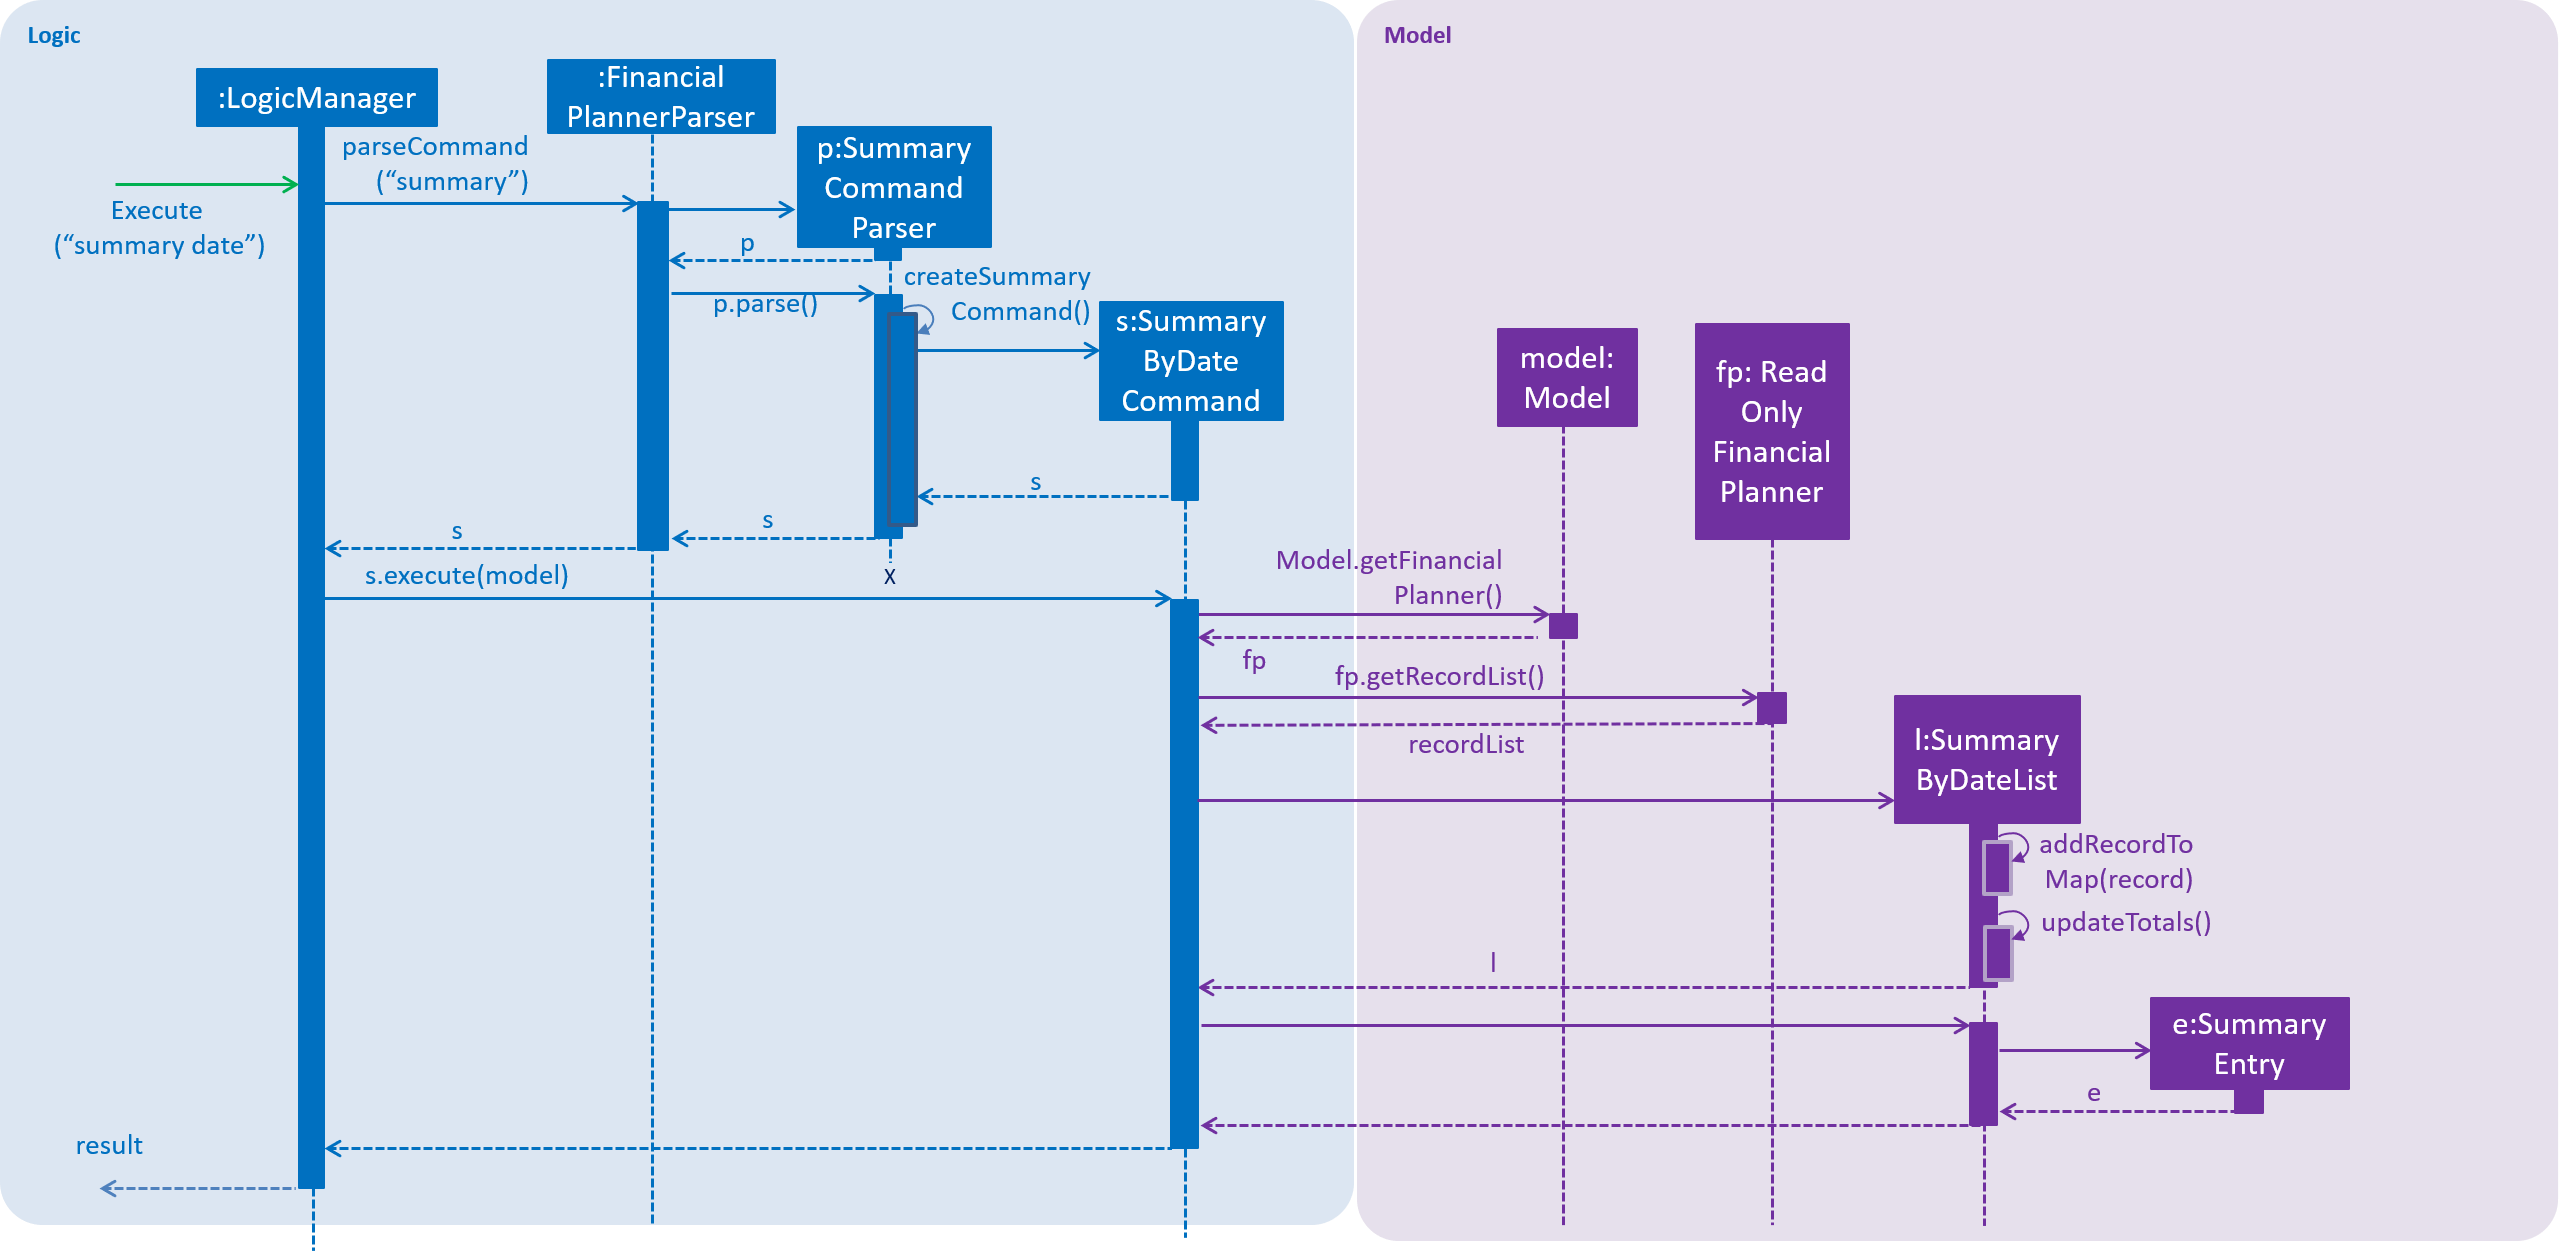 Logic
Model
:LogicManager
:Financial
PlannerParser
p:Summary
Command
Parser
parseCommand
(“summary”)
Execute
(“summary date”)
p
createSummary
Command()
p.parse()
s:Summary
ByDate
Command
model:
Model
fp: Read
Only
Financial
Planner
s
s
s
s.execute(model)
X
Model.getFinancial
Planner()
fp
fp.getRecordList()
recordList
l:Summary
ByDateList
addRecordTo
Map(record)
updateTotals()
l
e:Summary
Entry
e
result